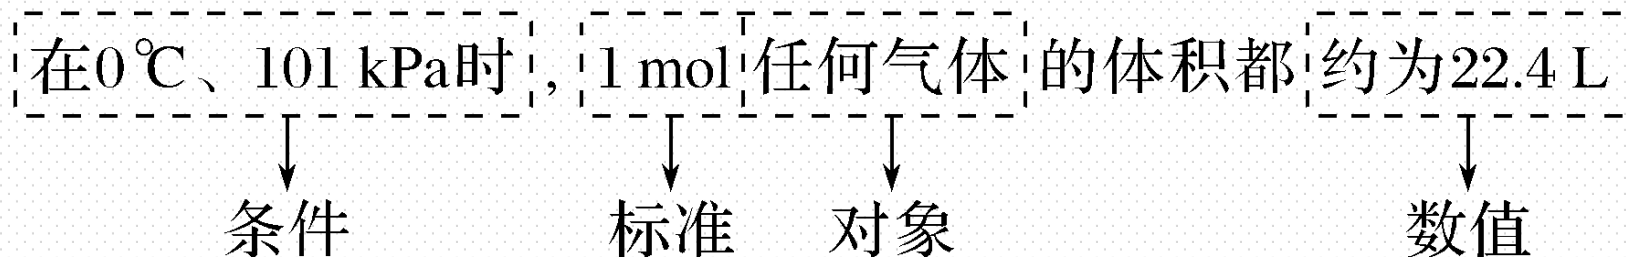 在0℃、101 kPa时,1 mol任何气体的体积都约为22.4 L
条件 标准 对象 数值